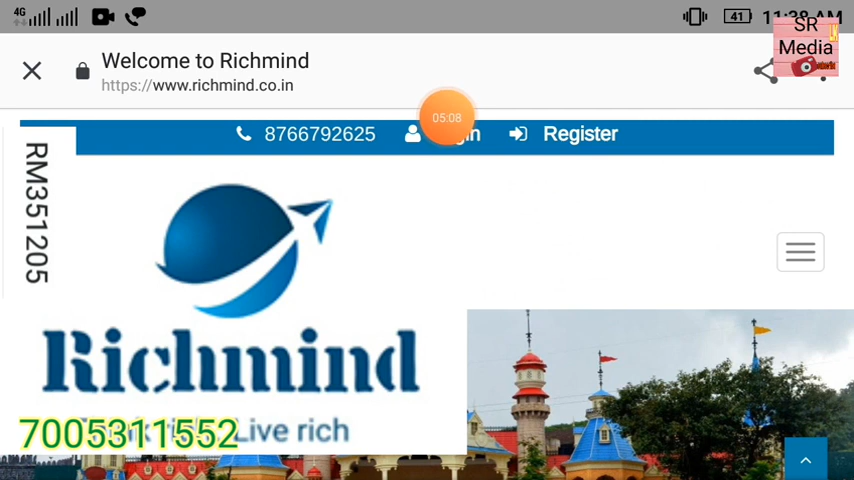 4G
41
11:38 AM
SR
Media
Welcome to Richmind
https://www.richmind.co.in
05:08
8766792625
Register
RM351205
Richmind
7005311552
Live rich